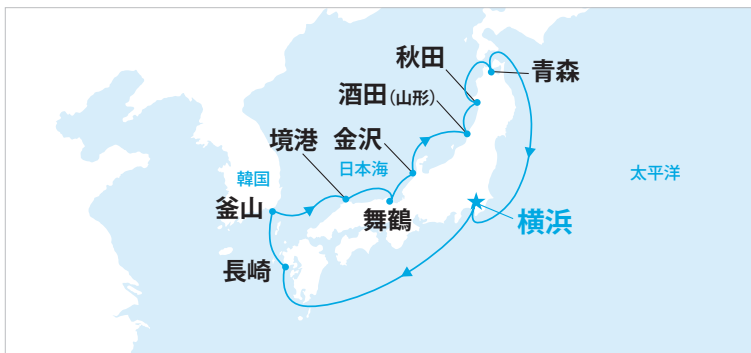 秋田
青森
酒田(山形)
境港
金沢
日本海
韓国
太平洋
釜山
舞鶴
横浜
長崎